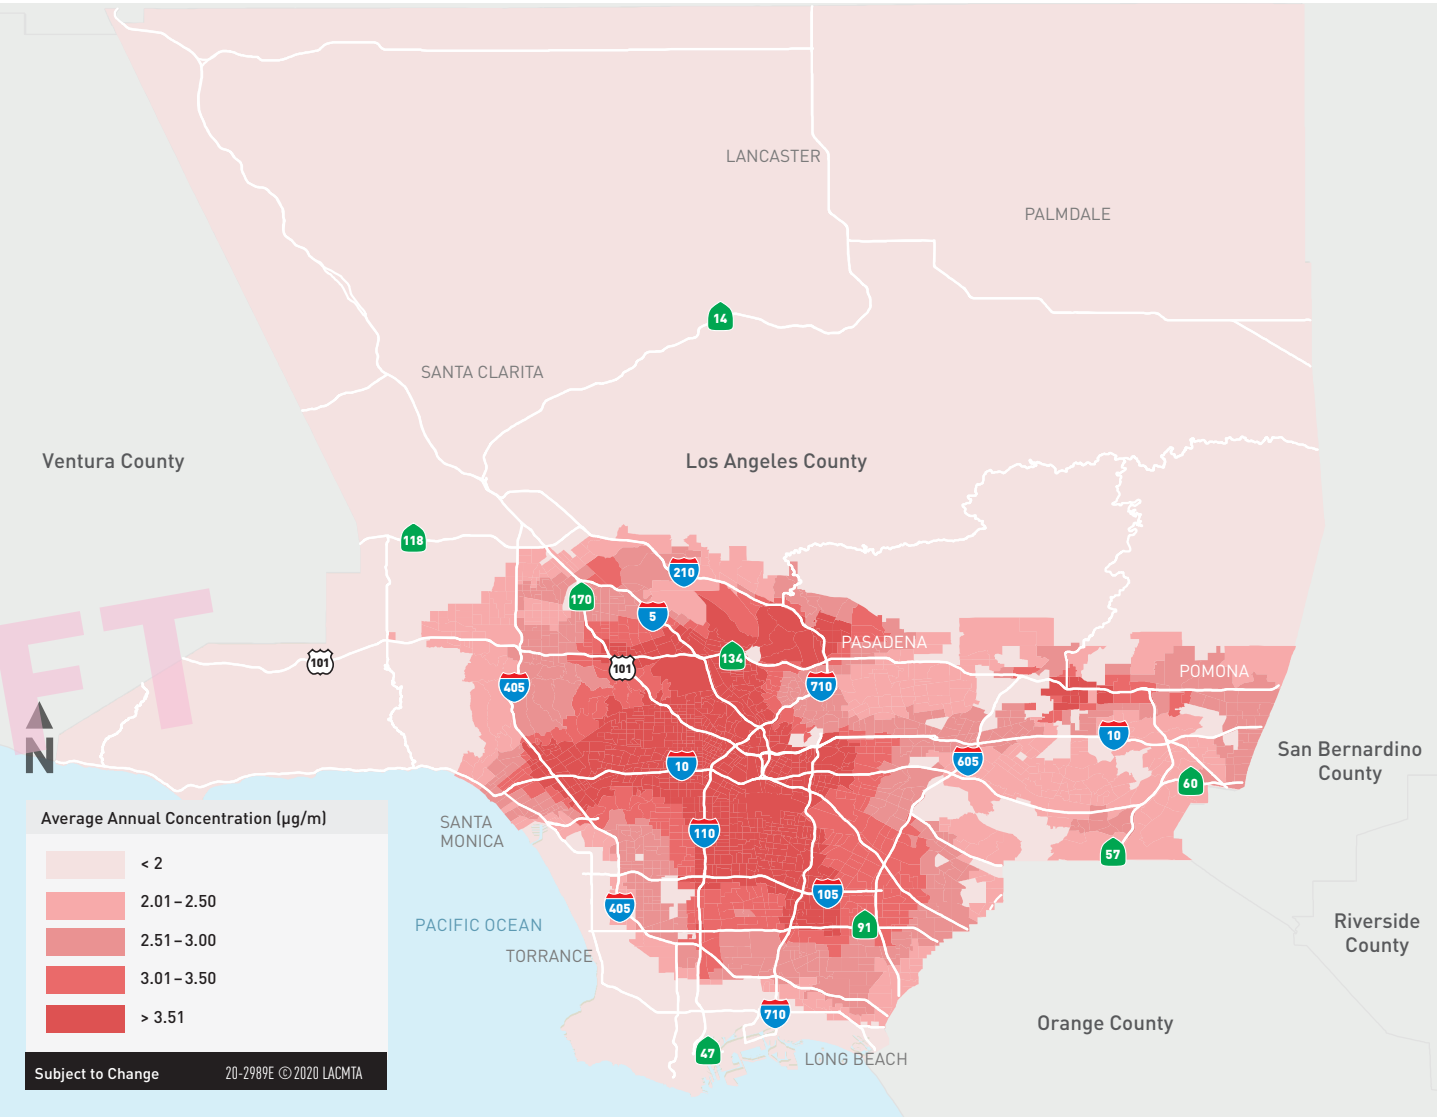 LANCASTER
PALMDALE
14
SANTA CLARITA
Ventura County
Los Angeles County
118
210
170
5
FT
101
101
134
PASADENA
405
710
POMONA
N
10
10
605
60
San Bernardino
County
Average Annual Concentration (µg/m)
< 2
2.01 – 2.50
2.51 – 3.00
3.01 – 3.50
> 3.51
Subject to Change
20-2989E © 2020 LACMTA
SANTA
MONICA
110
57
105
405
91
PACIFIC OCEAN
TORRANCE
Riverside
County
710
Orange County
47
LONG BEACH